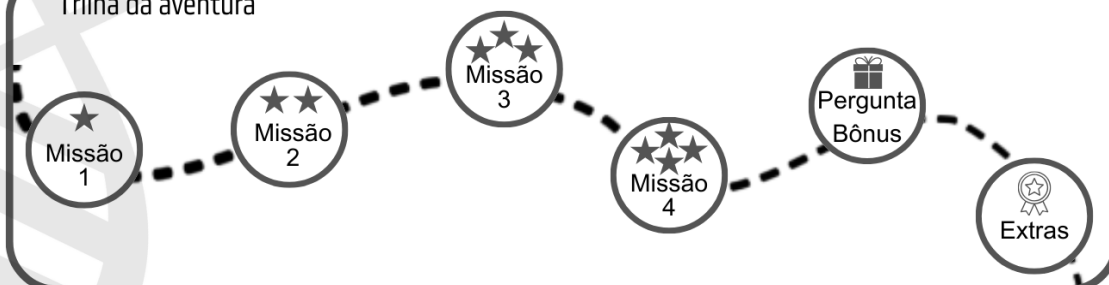 Trilha da aventura
Missão
1
Missão
2
Missão
3
Missão
4
Pergunta
Bônus
Extras